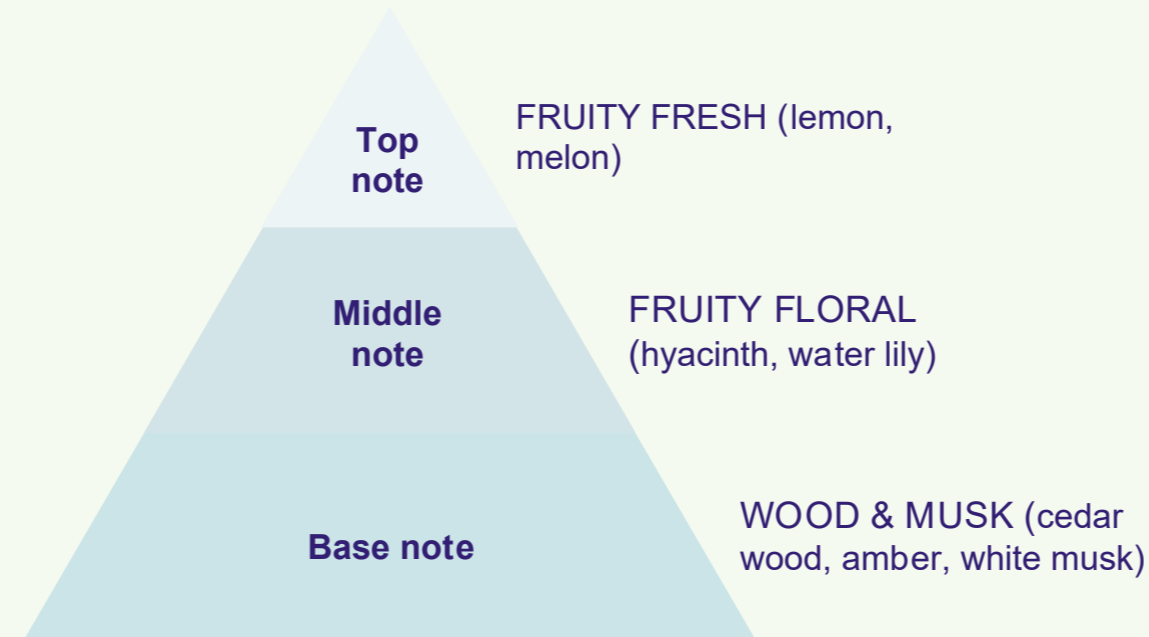 Top
note
FRUITY FRESH (lemon,
melon)
Middle
note
FRUITY FLORAL
(hyacinth, water lily)
Base note
WOOD & MUSK (cedar
wood, amber, white musk)